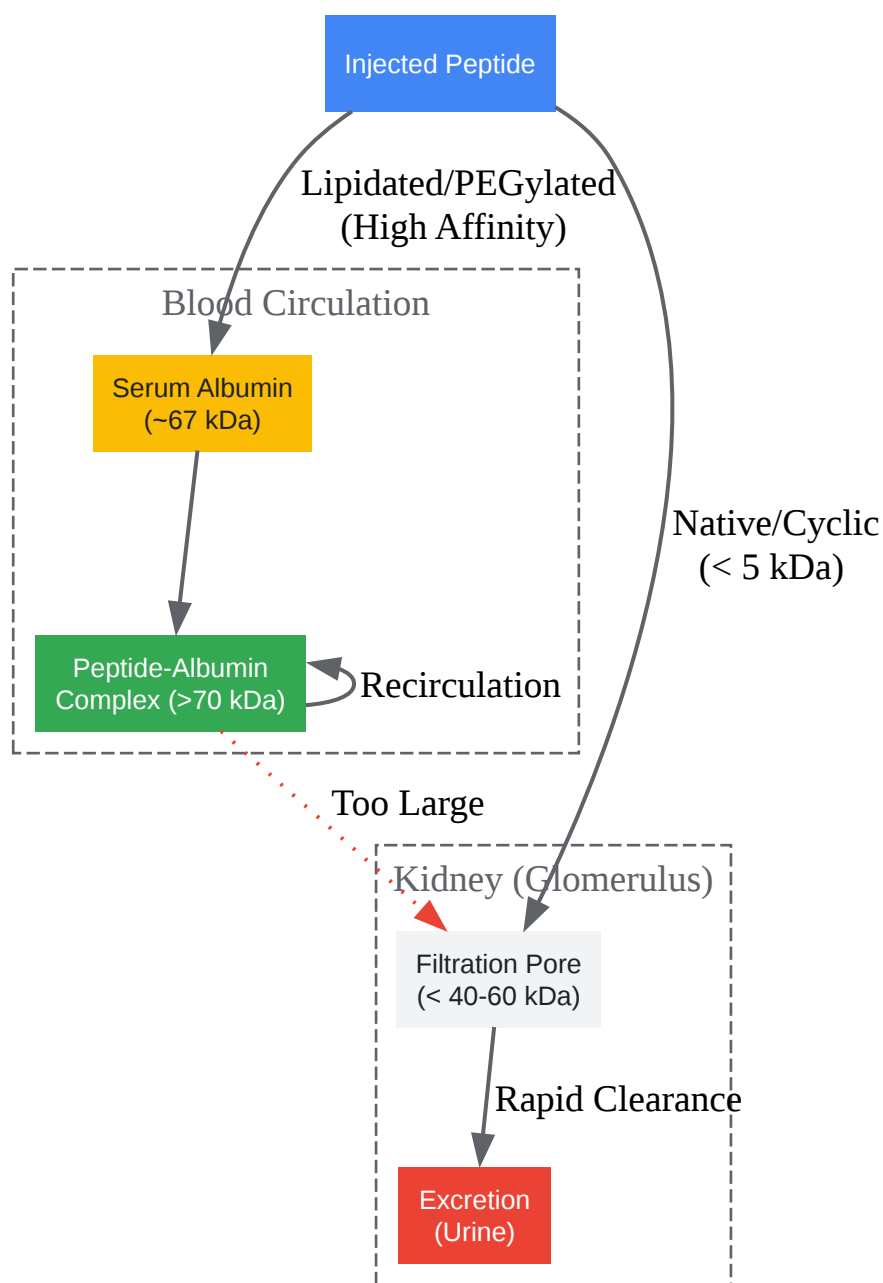 Injected Peptide
Lipidated/PEGylated
(High Affinity)
Blood Circulation
Serum Albumin
(~67 kDa)
Native/Cyclic
(< 5 kDa)
Peptide-Albumin
Complex (>70 kDa)
Recirculation
Too Large
Kidney (Glomerulus)
Filtration Pore
(< 40-60 kDa)
Rapid Clearance
Excretion
(Urine)